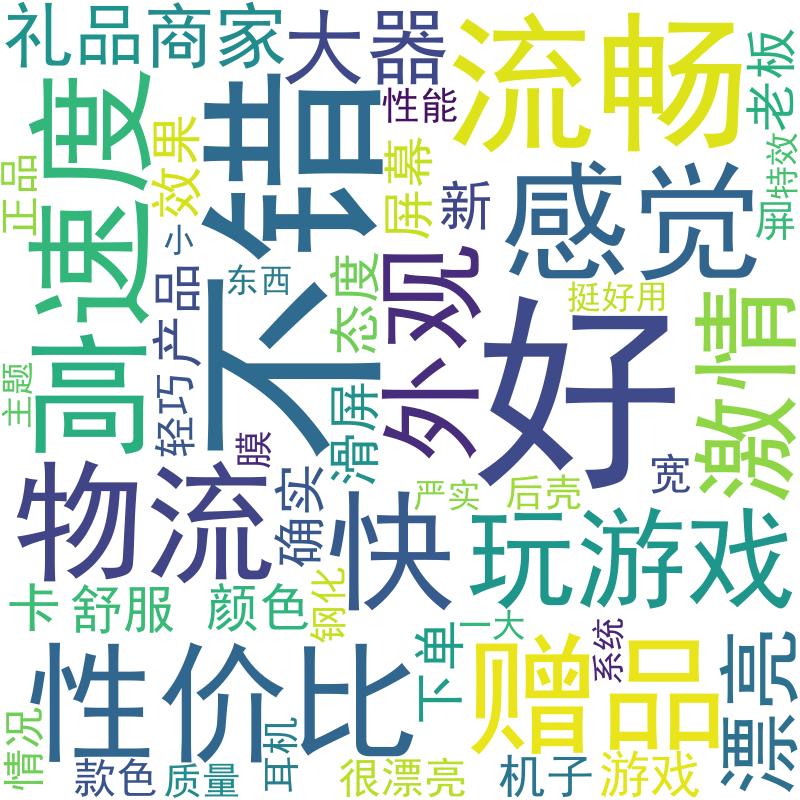 礼品
商家
大
器
流畅
老板
性能
速度
不错
效果
屏幕
新
感觉
特效
屏
正品
小
东西
产品
态度
外观
挺好用
好
激情
高
主题
轻巧
滑屏
膜
物流
确实
快
严实
后壳
宽
玩游戏
卡
舒服
颜色
钢化
下单
一大
系统
性价比
赠品
漂亮
情况
款色
质量
耳机
很漂亮
机子
游戏